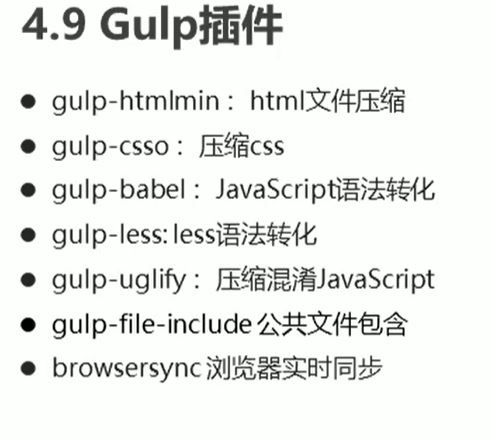 4.9 Gulp插件
● gulp-htmlmin : html文件压缩
● gulp-csso : 压缩css
● gulp-babel : JavaScript语法转化
● gulp-less: less语法转化
● gulp-uglify : 压缩混淆JavaScript
● gulp-file-include 公共文件包含
● browsersync 浏览器实时同步